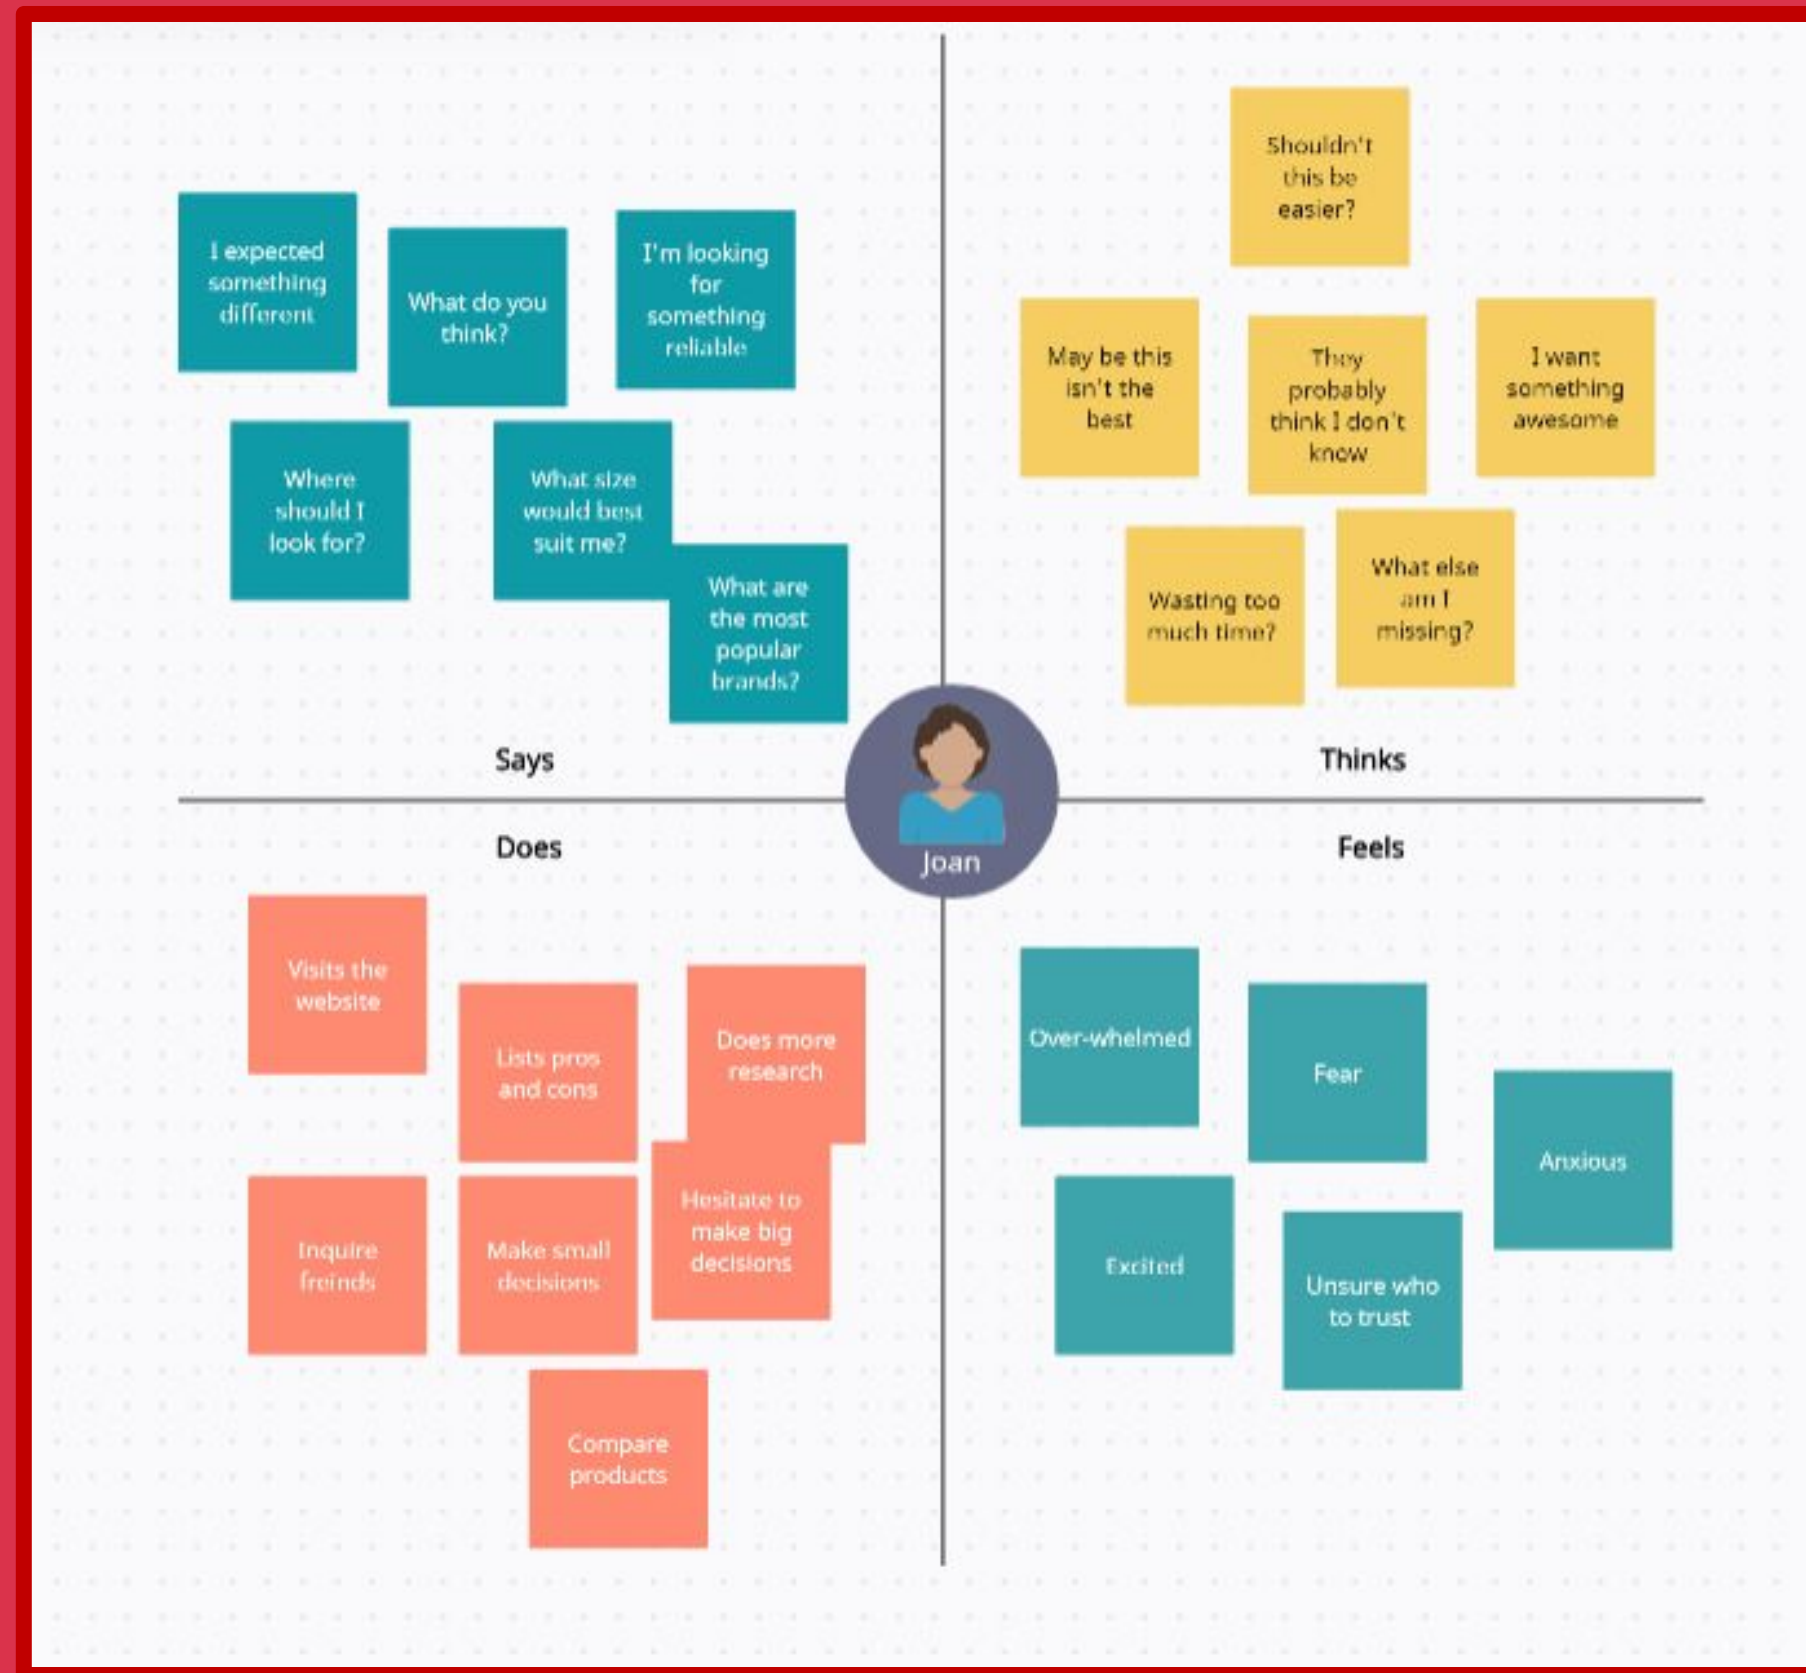 I expected
something
different
What do you
think?
I'm looking
for
something
reliable
Where
should I
look for?
What size
would best
suit me?
What are
the most
popular
brands?
Says
Shouldn't
this be
easier?
May be this
isn't the
best
They
probably
think I don't
know
I want
something
awesome
Wasting too
much time?
What else
am I
missing?
Thinks
Joan
Does
Visits the
website
Lists pros
and cons
Does more
research
Inquire
freinds
Make small
decisions
Hesitate to
make big
decisions
Compare
products
Feels
Over-whelmed
Fear
Anxious
Excited
Unsure who
to trust